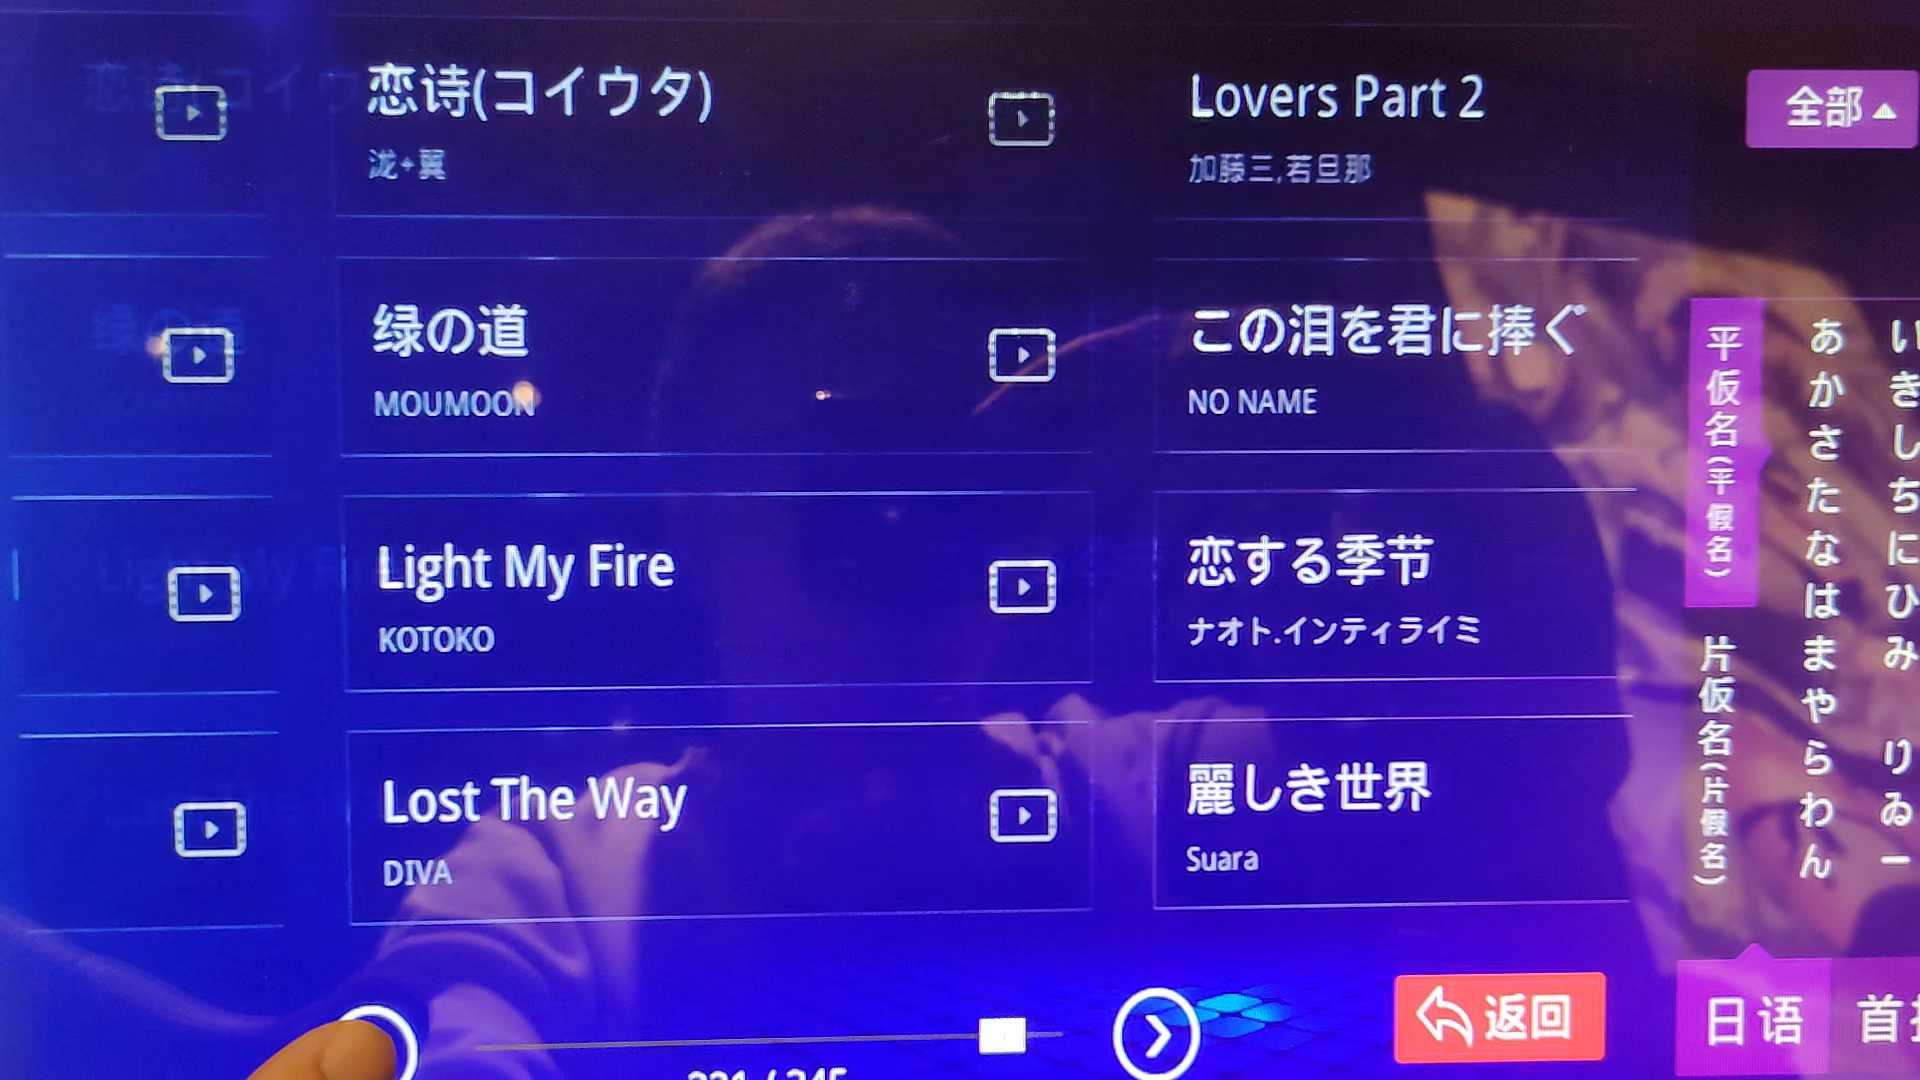 恋诗(コイウタ)
泷+翼
Lovers Part 2
加藤三,若旦那
全部
绿の道
MOUMOON
この泪を君に捧ぐ
NO NAME
Light My Fire
KOTOKO
恋する季节
ナオト.インティライミ
Lost The Way
DIVA
麗しき世界
Suara
平仮名(平假名)
片仮名(片假名)
あかさたなはまやらわん
いきしちにひみ りゐー
返回
日语
首